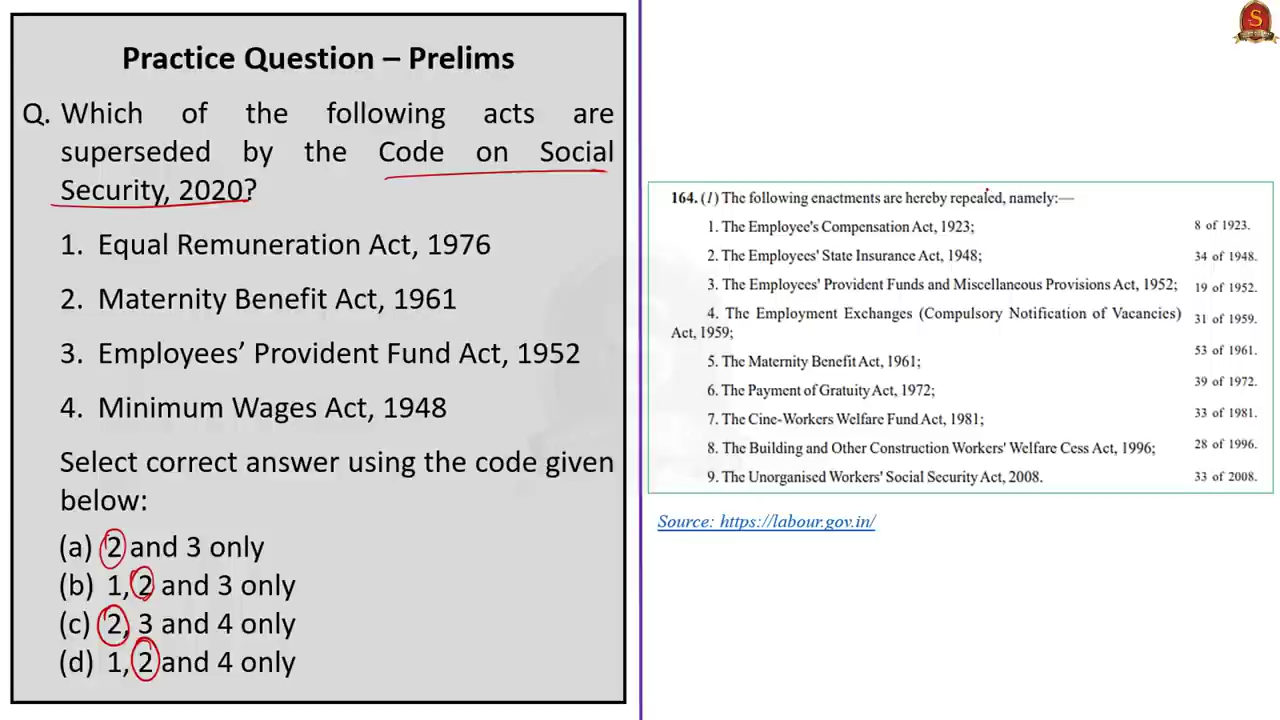 Practice Question – Prelims
Q. Which of the following acts are
superseded by the Code on Social
Security, 2020?
1. Equal Remuneration Act, 1976
2. Maternity Benefit Act, 1961
3. Employees’ Provident Fund Act, 1952
4. Minimum Wages Act, 1948
Select correct answer using the code given
below:
(a) 2 and 3 only
(b) 1, 2 and 3 only
(c) 2, 3 and 4 only
(d) 1, 2 and 4 only
164. (1) The following enactments are hereby repealed, namely:—
1. The Employee's Compensation Act, 1923; 8 of 1923.
2. The Employees' State Insurance Act, 1948; 34 of 1948.
3. The Employees' Provident Funds and Miscellaneous Provisions Act, 1952; 19 of 1952.
4. The Employment Exchanges (Compulsory Notification of Vacancies) 31 of 1959.
Act, 1959;
5. The Maternity Benefit Act, 1961; 53 of 1961.
6. The Payment of Gratuity Act, 1972; 39 of 1972.
7. The Cine-Workers Welfare Fund Act, 1981; 33 of 1981.
8. The Building and Other Construction Workers' Welfare Cess Act, 1996; 28 of 1996.
9. The Unorganised Workers' Social Security Act, 2008. 33 of 2008.
Source: https://labour.gov.in/